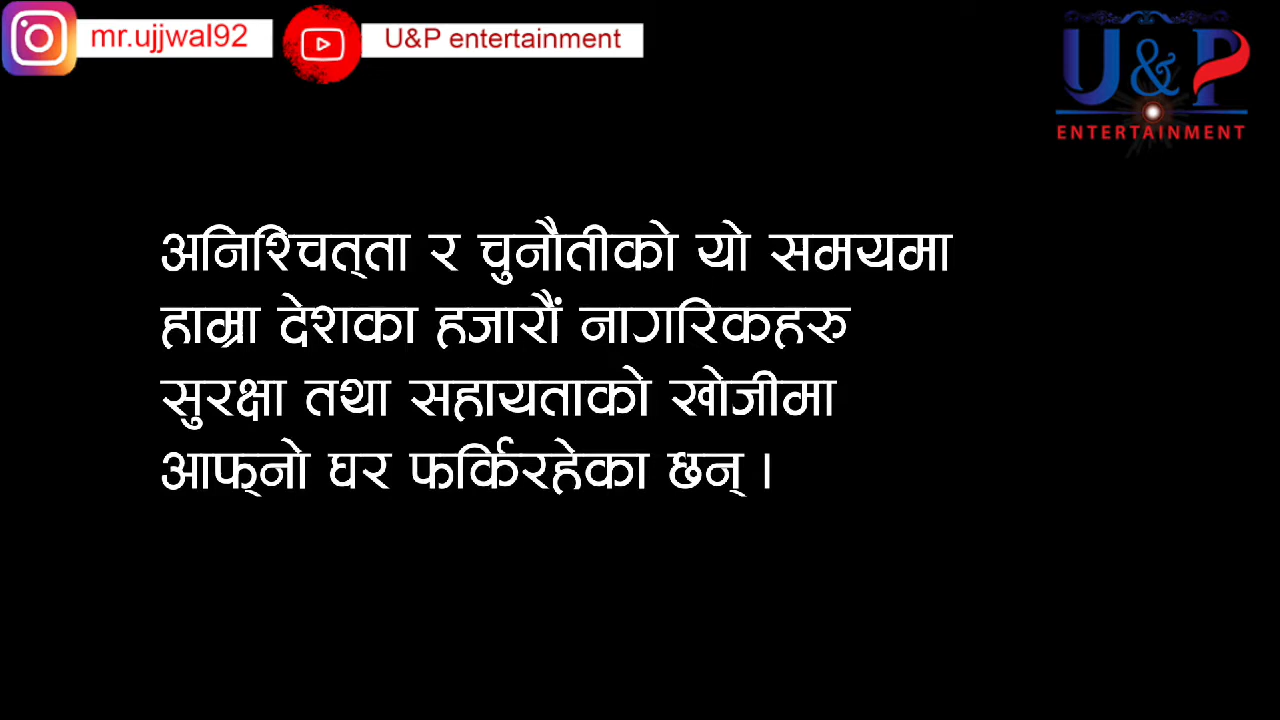 mr.ujjwal92
U&P entertainment
U&P
ENTERTAINMENT
अनिश्चित्ता र चुनौतीको यो समयमा
हाम्रा देशका हजारौं नागरिकहरु
सुरक्षा तथा सहायताको खोजीमा
आफ्नो घर फर्किरहेका छन् ।